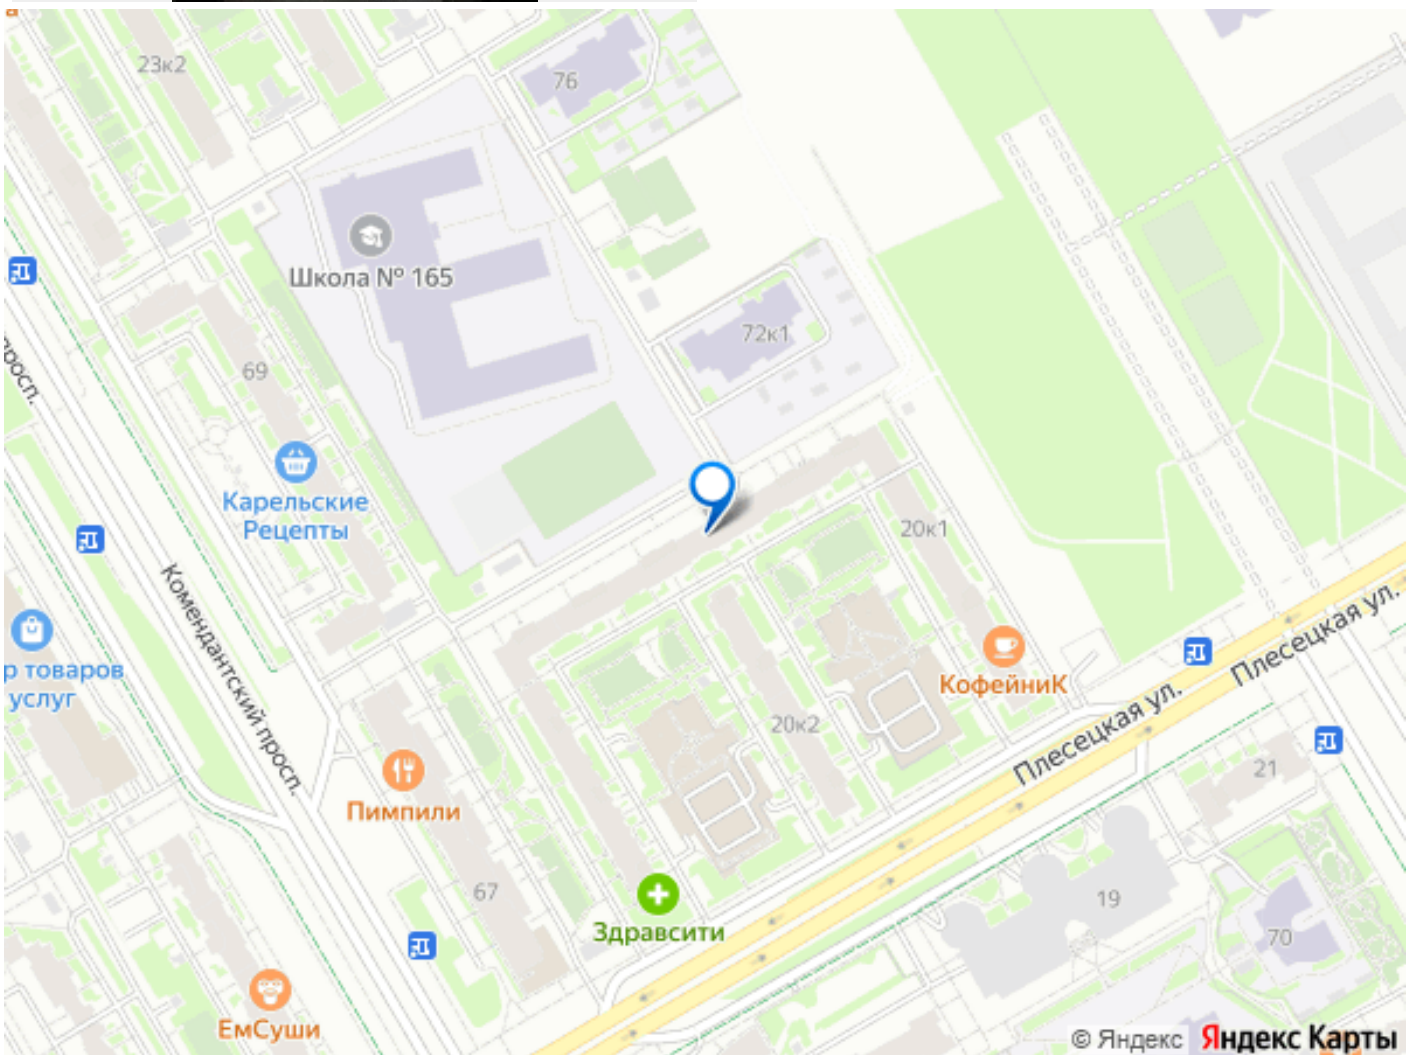 23к2
76
Школа № 165
72к1
69
просп.
Карельские
Рецепты
20к1
Комендантский просп.
р товаров
услуг
КофейниК
Плесецкая ул.
Плесецкая ул.
20к2
21
Пимпили
67
19
Здравсити
70
ЕмСуши
© Яндекс Яндекс Карты